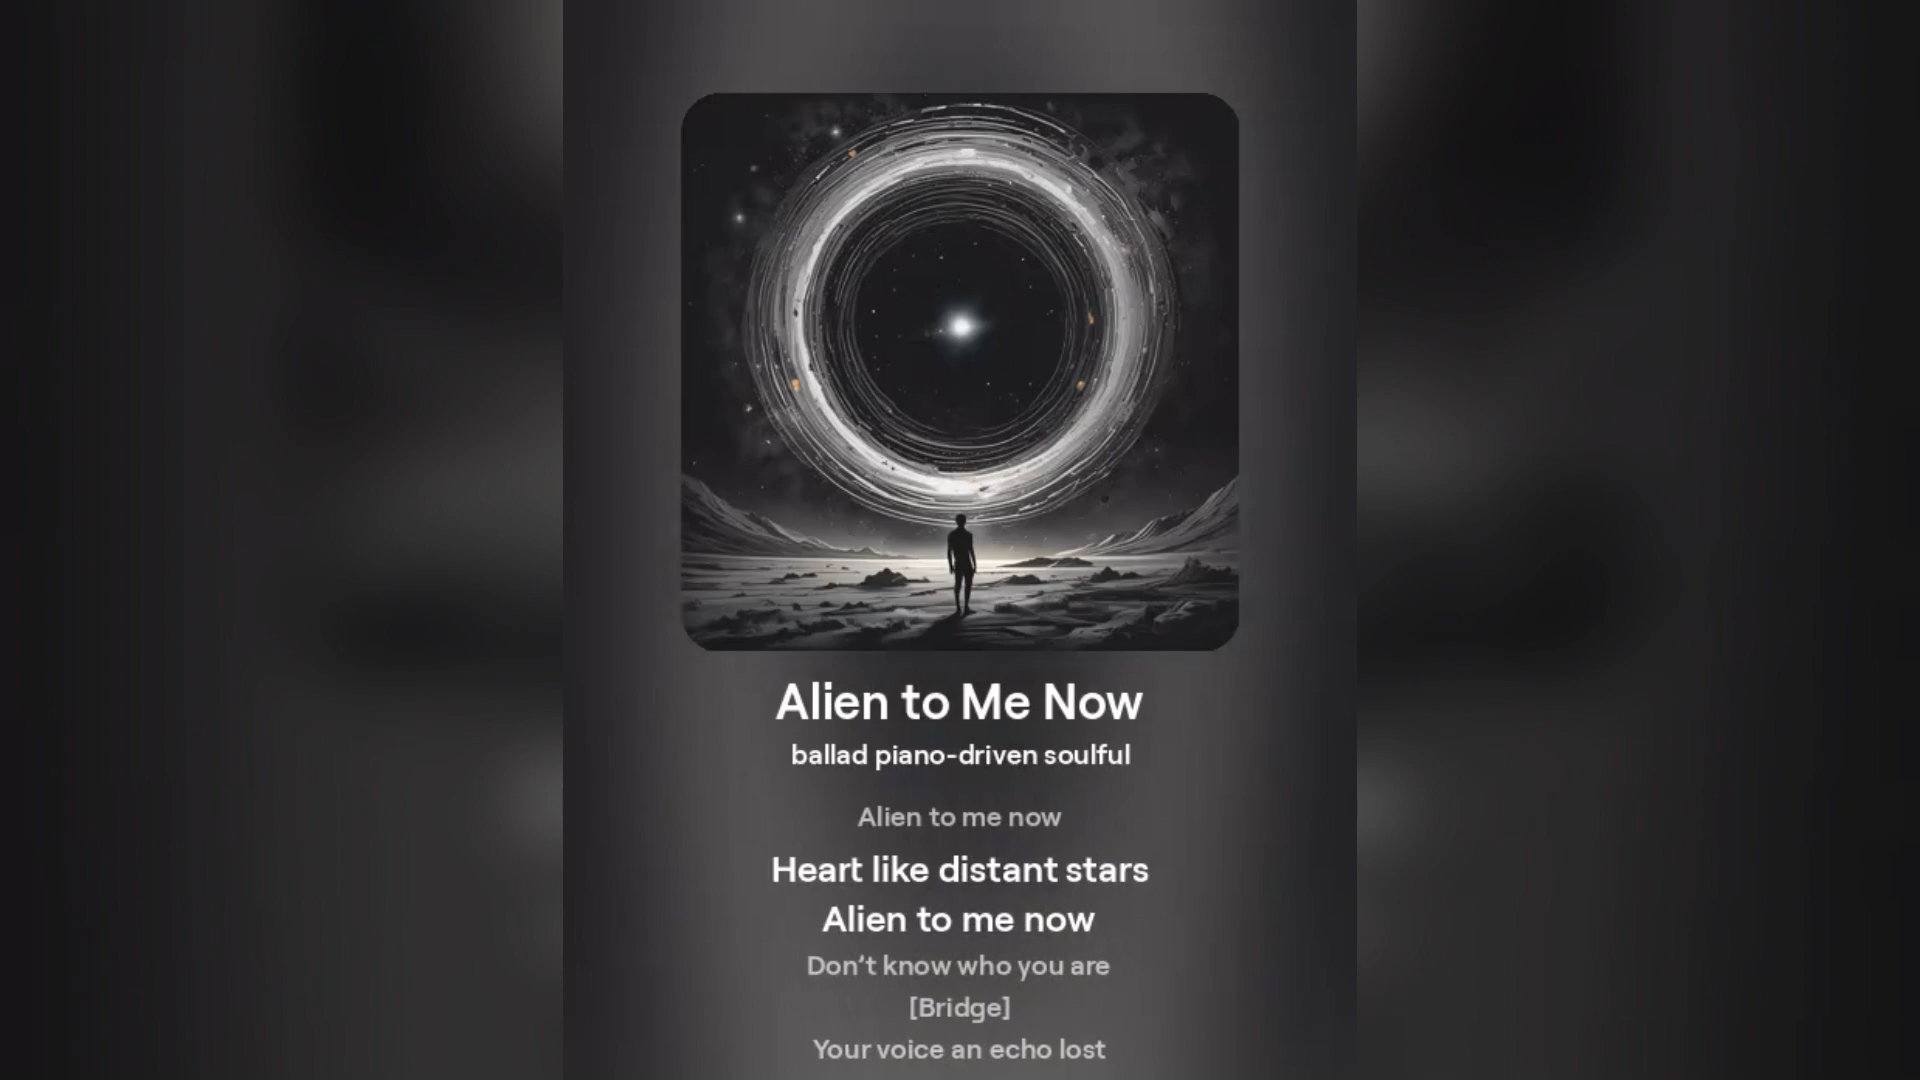 Alien to Me Now
ballad piano-driven soulful
Alien to me now
Heart like distant stars
Alien to me now
Don't know who you are
[Bridge]
Your voice an echo lost